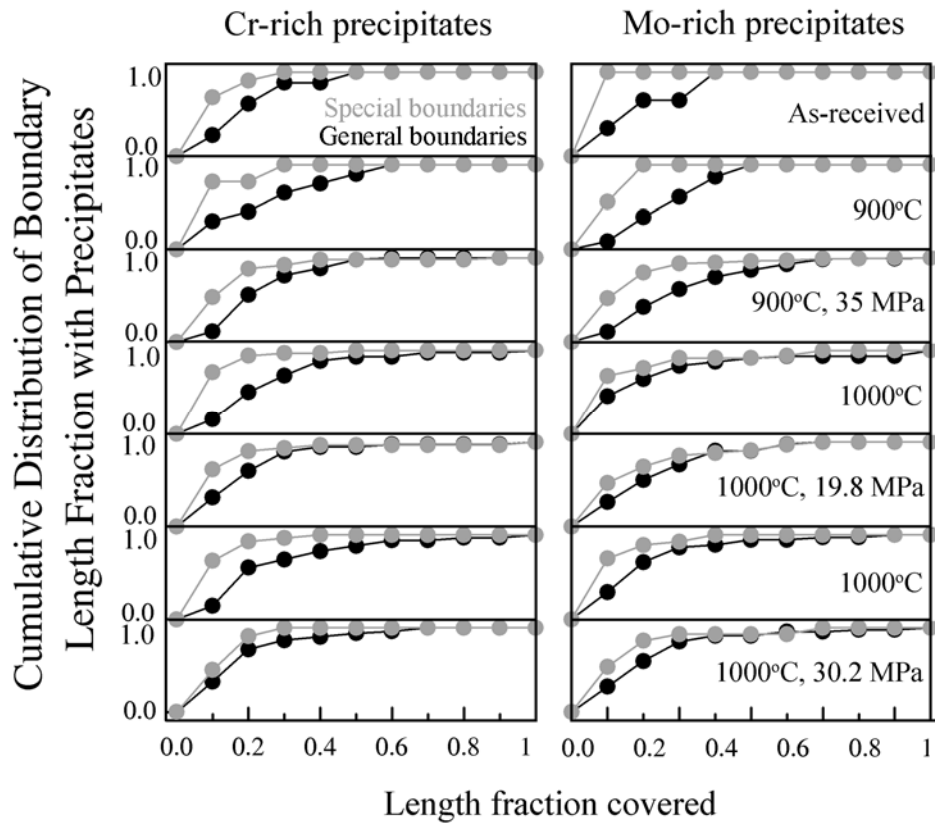 Cr-rich precipitates
Mo-rich precipitates
Cumulative Distribution of Boundary
Length Fraction with Precipitates
1.0
Special boundaries
General boundaries
0.0
As-received
1.0
0.0
900°C
1.0
0.0
900°C, 35 MPa
1.0
0.0
1000°C
1.0
0.0
1000°C, 19.8 MPa
1.0
0.0
1000°C
1.0
0.0
1000°C, 30.2 MPa
0.0 0.2 0.4 0.6 0.8 1
0.0 0.2 0.4 0.6 0.8 1
Length fraction covered